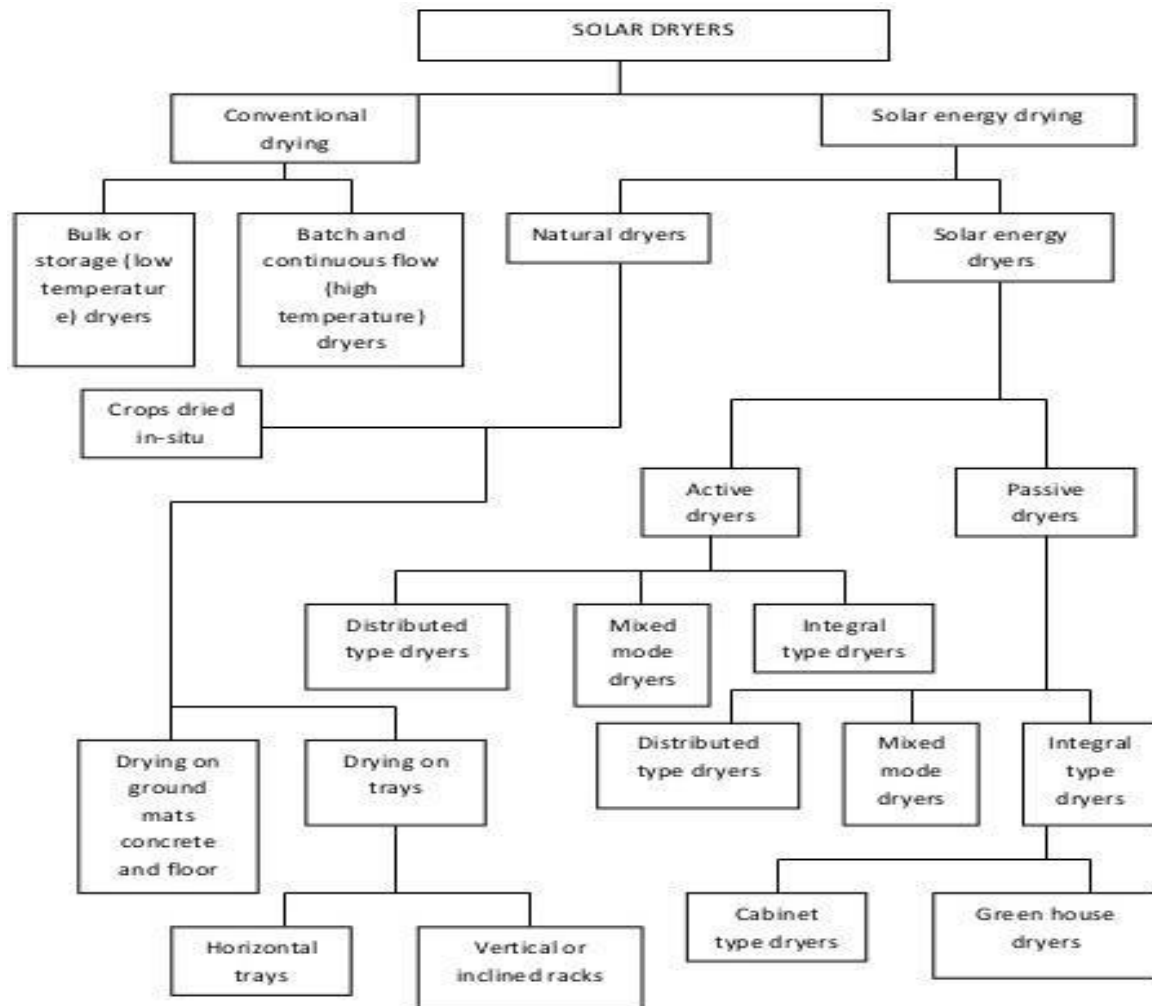 SOLAR DRYERS
Conventional
drying
Solar energy drying
Bulk or
storage {low
temperatur
e} dryers
Batch and
continuous flow
{high
temperature}
dryers
Natural dryers
Solar energy
dryers
Crops dried
in-situ
Active
dryers
Passive
dryers
Distributed
type dryers
Mixed
mode
dryers
Integral
type dryers
Drying on
ground
mats
concrete
and floor
Drying on
trays
Distributed
type dryers
Mixed
mode
dryers
Integral
type
dryers
Horizontal
trays
Vertical or
inclined racks
Cabinet
type dryers
Green house
dryers